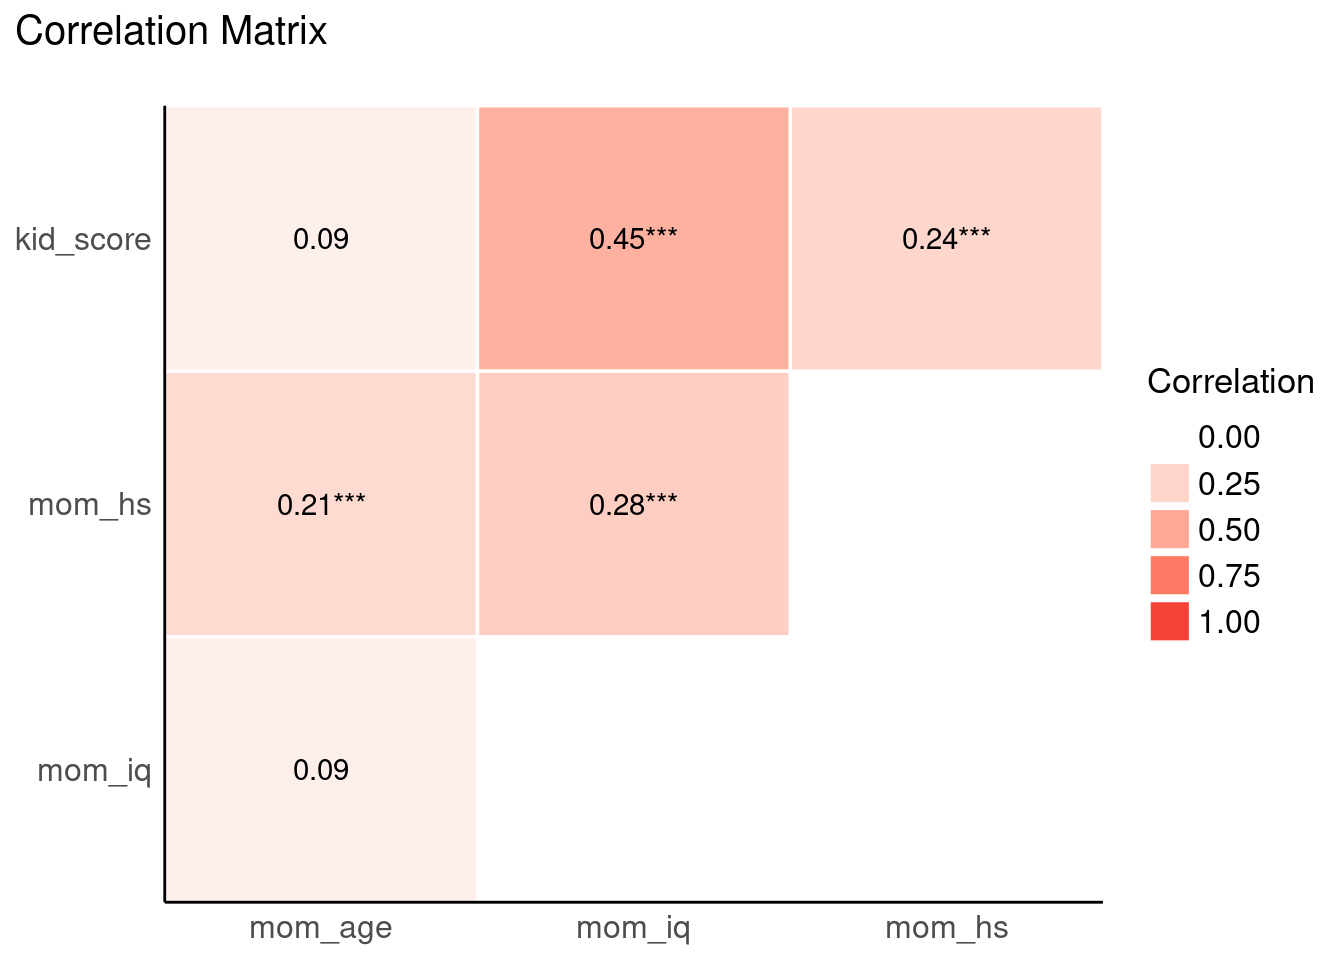 Correlation Matrix
kid_score
0.09
0.45***
0.24***
mom_hs
0.21***
0.28***
mom_iq
0.09
mom_age
mom_iq
mom_hs
Correlation
0.00
0.25
0.50
0.75
1.00